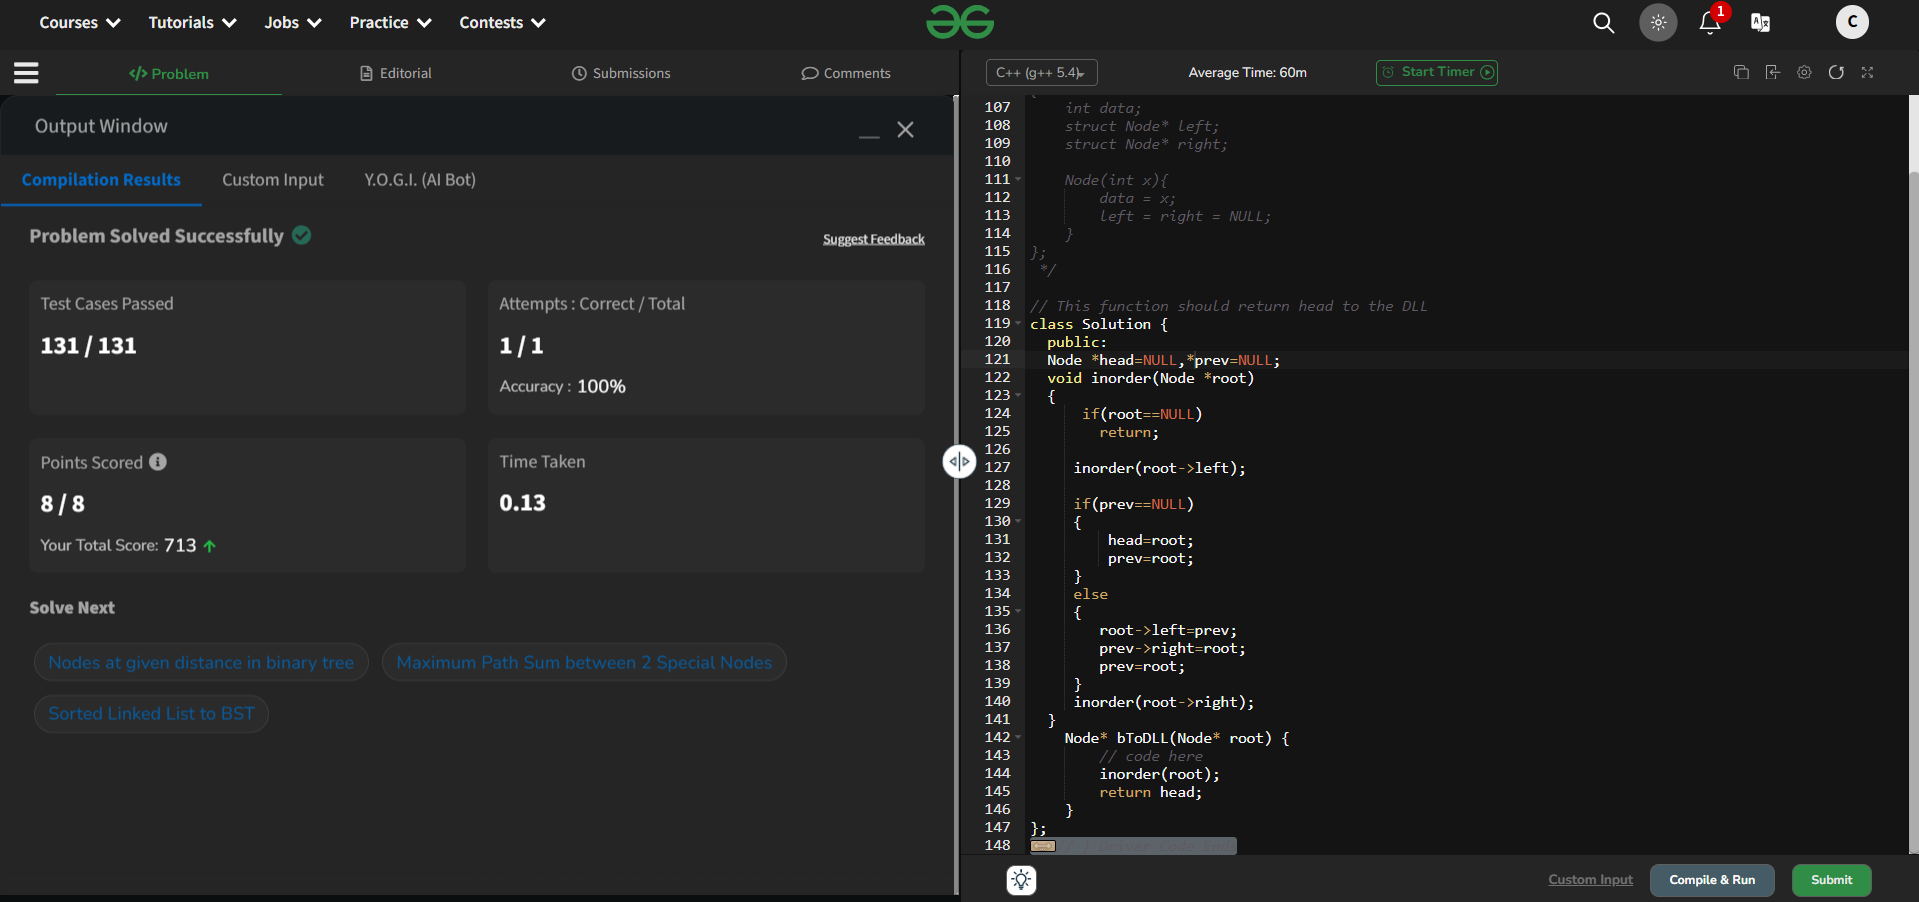 Courses Tutorials Jobs Practice Contests
1
C
Problem Editorial Submissions Comments
C++ (g++ 5.4) Average Time: 60m Start Timer
Output Window
Compilation Results Custom Input Y.O.G.I. (AI Bot)
Problem Solved Successfully
Suggest Feedback
Test Cases Passed
131 / 131
Attempts : Correct / Total
1 / 1
Accuracy : 100%
Points Scored
8 / 8
Your Total Score: 713
Time Taken
0.13
Solve Next
Nodes at given distance in binary tree
Maximum Path Sum between 2 Special Nodes
Sorted Linked List to BST
107 int data;
108 struct Node* left;
109 struct Node* right;
110
111 Node(int x){
112 data = x;
113 left = right = NULL;
114 }
115 };
116 */
117
118 // This function should return head to the DLL
119 class Solution {
120 public:
121 Node *head=NULL,*prev=NULL;
122 void inorder(Node *root)
123 {
124 if(root==NULL)
125 return;
126
127 inorder(root->left);
128
129 if(prev==NULL)
130 {
131 head=root;
132 prev=root;
133 }
134 else
135 {
136 root->left=prev;
137 prev->right=root;
138 prev=root;
139 }
140 inorder(root->right);
141 }
142 Node* bToDLL(Node* root) {
143 // code here
144 inorder(root);
145 return head;
146 }
147 };
148
Custom Input Compile & Run Submit